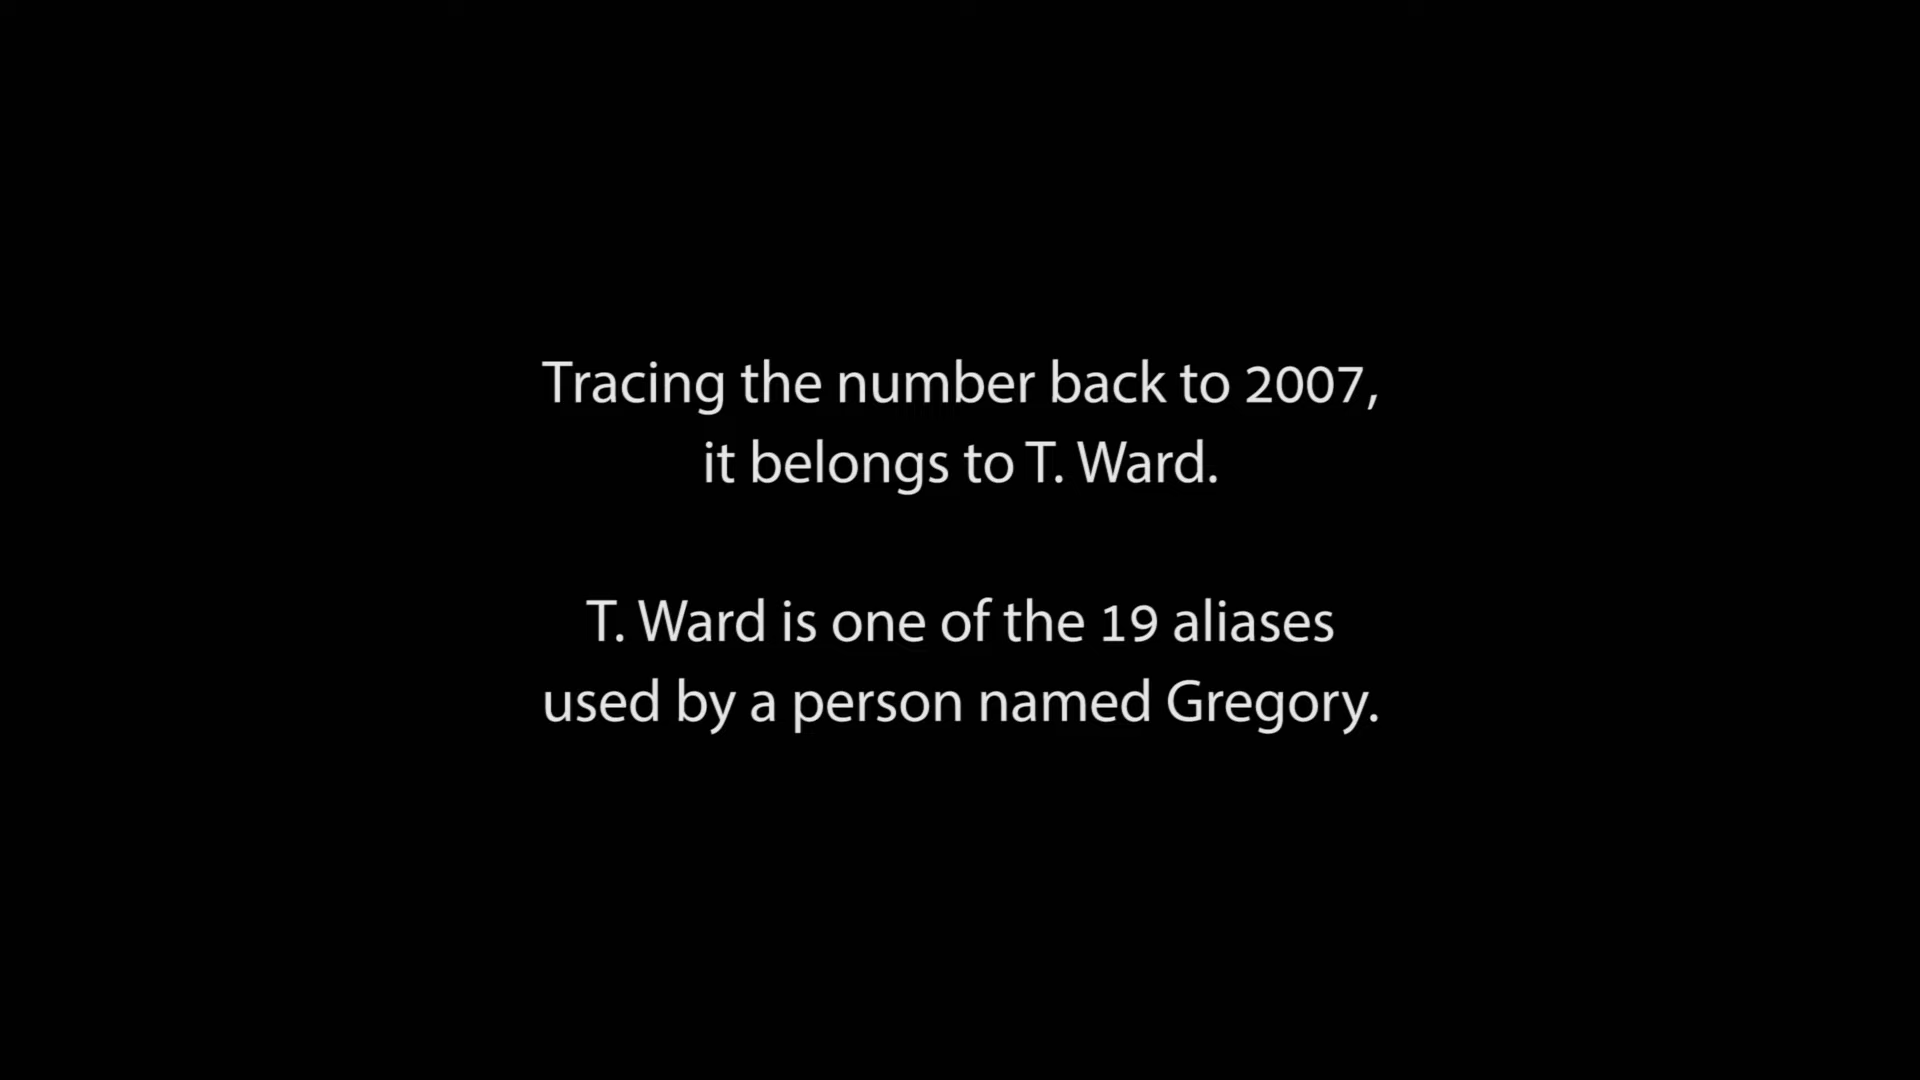 Tracing the number back to 2007,
it belongs to T. Ward.
T. Ward is one of the 19 aliases
used by a person named Gregory.